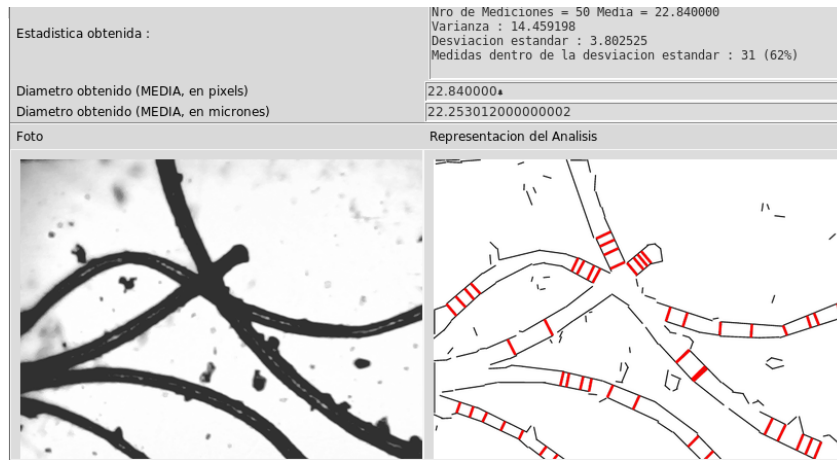 Nro de Mediciones = 50 Media = 22.840000
Estadistica obtenida :
Varianza : 14.459198
Desviacion estandar : 3.802525
Medidas dentro de la desviacion estandar : 31 (62%)
Diametro obtenido (MEDIA, en pixels)
22.840000
Diametro obtenido (MEDIA, en micrones)
22.253012000000002
Foto
Representacion del Analisis